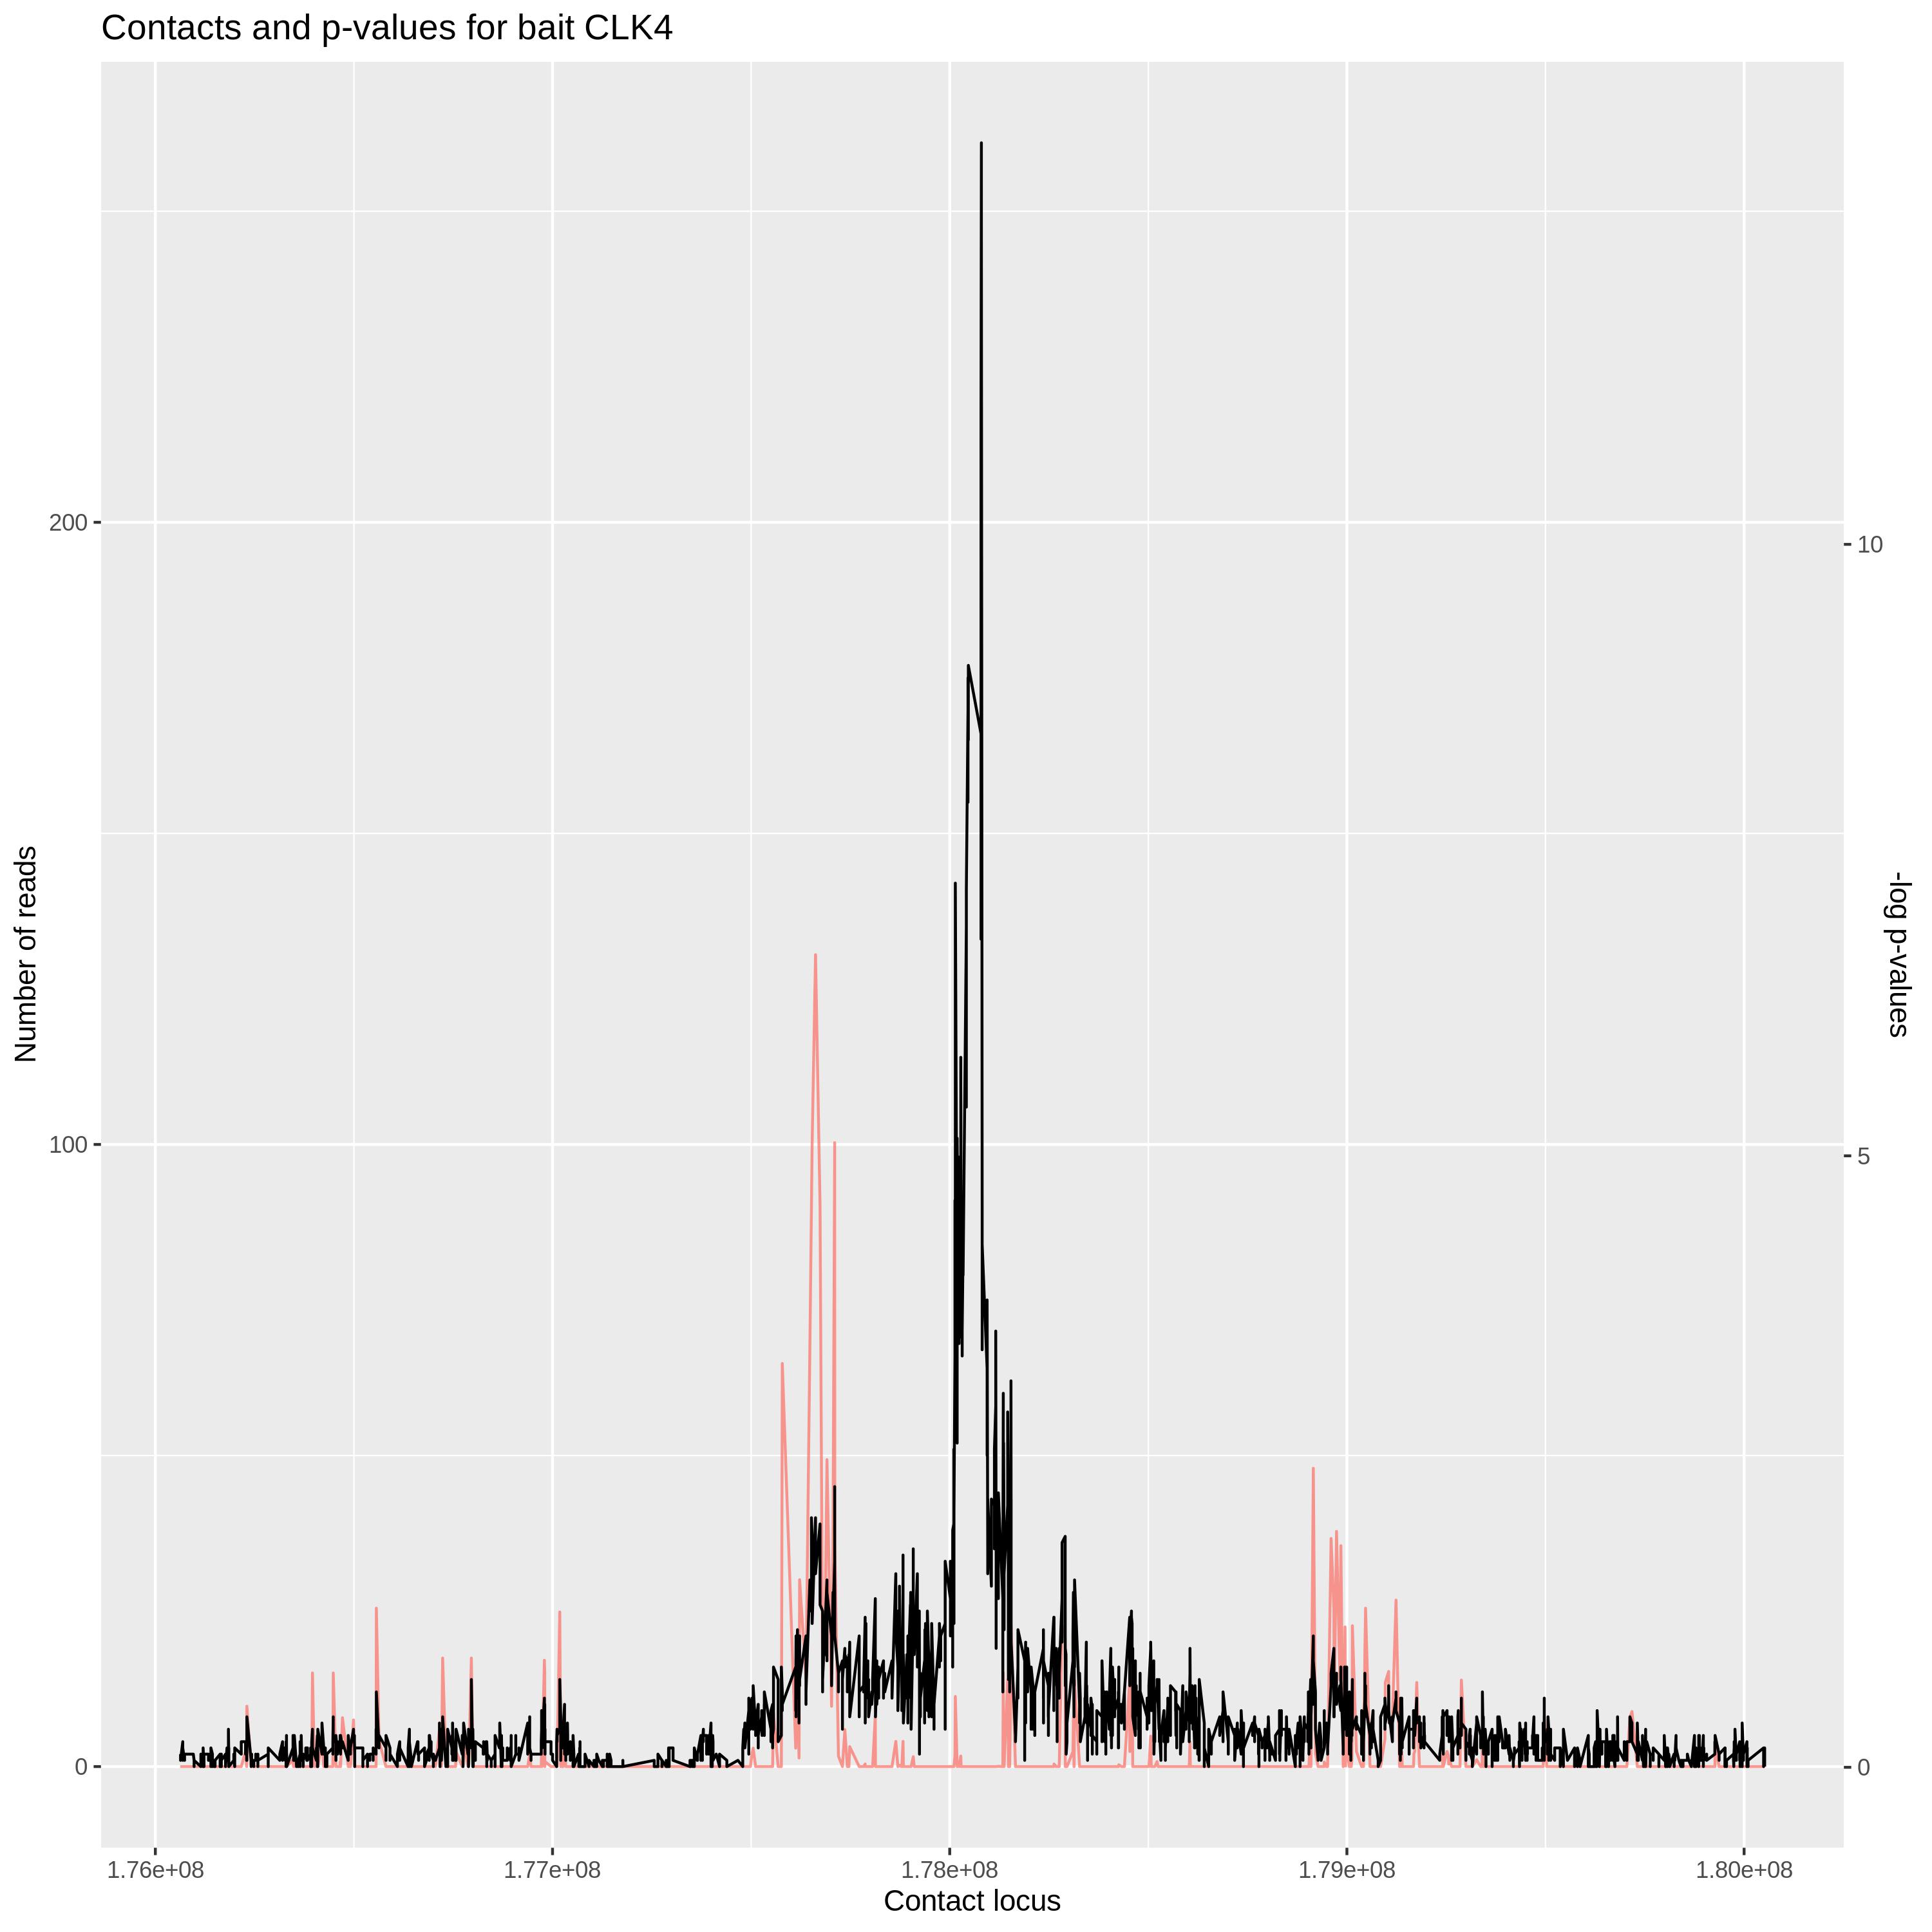 Contacts and p-values for bait CLK4
Number of reads
200
100
0
10
5
0
-log p-values
1.76e+08
1.77e+08
1.78e+08
1.79e+08
1.80e+08
Contact locus